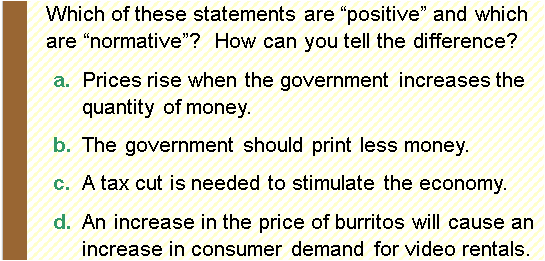 Which of these statements are “positive” and which
are “normative”? How can you tell the difference?
a. Prices rise when the government increases the
quantity of money.
b. The government should print less money.
c. A tax cut is needed to stimulate the economy.
d. An increase in the price of burritos will cause an
increase in consumer demand for video rentals.